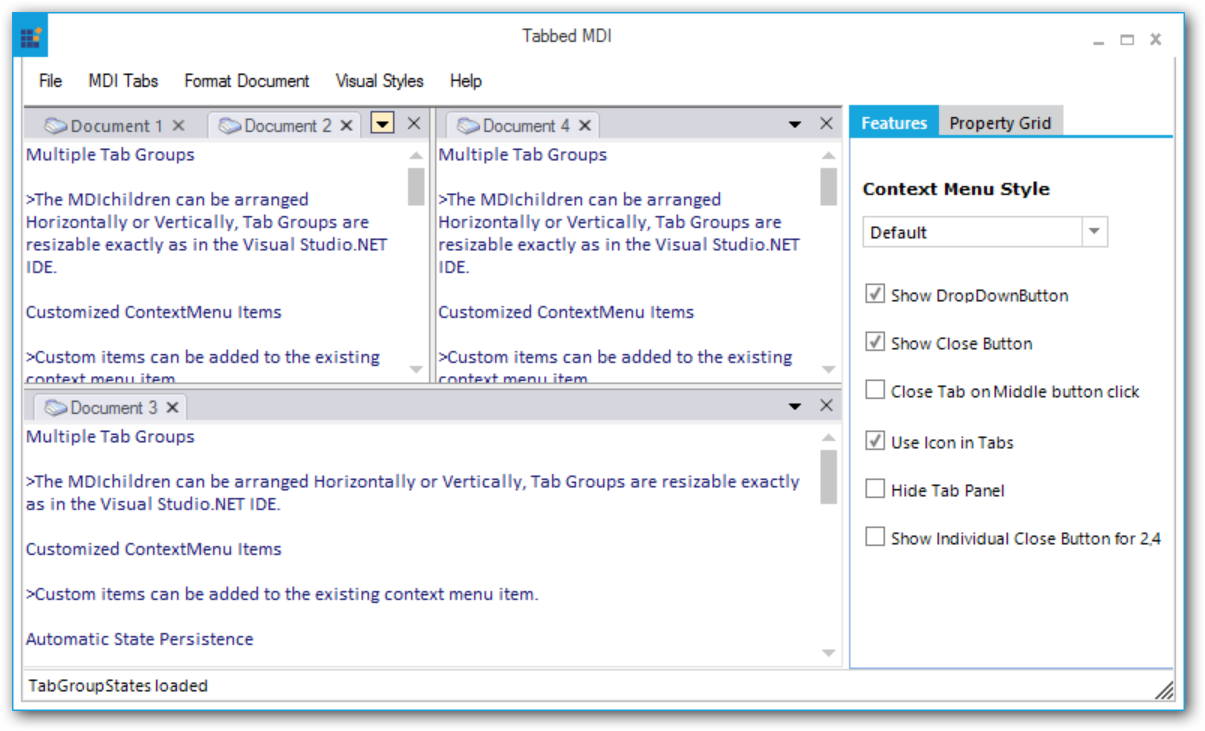 Tabbed MDI
File MDI Tabs Format Document Visual Styles Help
Document 1 Document 2
Multiple Tab Groups
>The MDIchildren can be arranged
Horizontally or Vertically, Tab Groups are
resizable exactly as in the Visual Studio.NET
IDE.
Customized ContextMenu Items
>Custom items can be added to the existing
context menu item.
Document 4
Multiple Tab Groups
>The MDIchildren can be arranged
Horizontally or Vertically, Tab Groups are
resizable exactly as in the Visual Studio.NET
IDE.
Customized ContextMenu Items
>Custom items can be added to the existing
context menu item.
Document 3
Multiple Tab Groups
>The MDIchildren can be arranged Horizontally or Vertically, Tab Groups are resizable exactly
as in the Visual Studio.NET IDE.
Customized ContextMenu Items
>Custom items can be added to the existing context menu item.
Automatic State Persistence
Features Property Grid
Context Menu Style
Default
Show DropDownButton
Show Close Button
Close Tab on Middle button click
Use Icon in Tabs
Hide Tab Panel
Show Individual Close Button for 2,4
TabGroupStates loaded